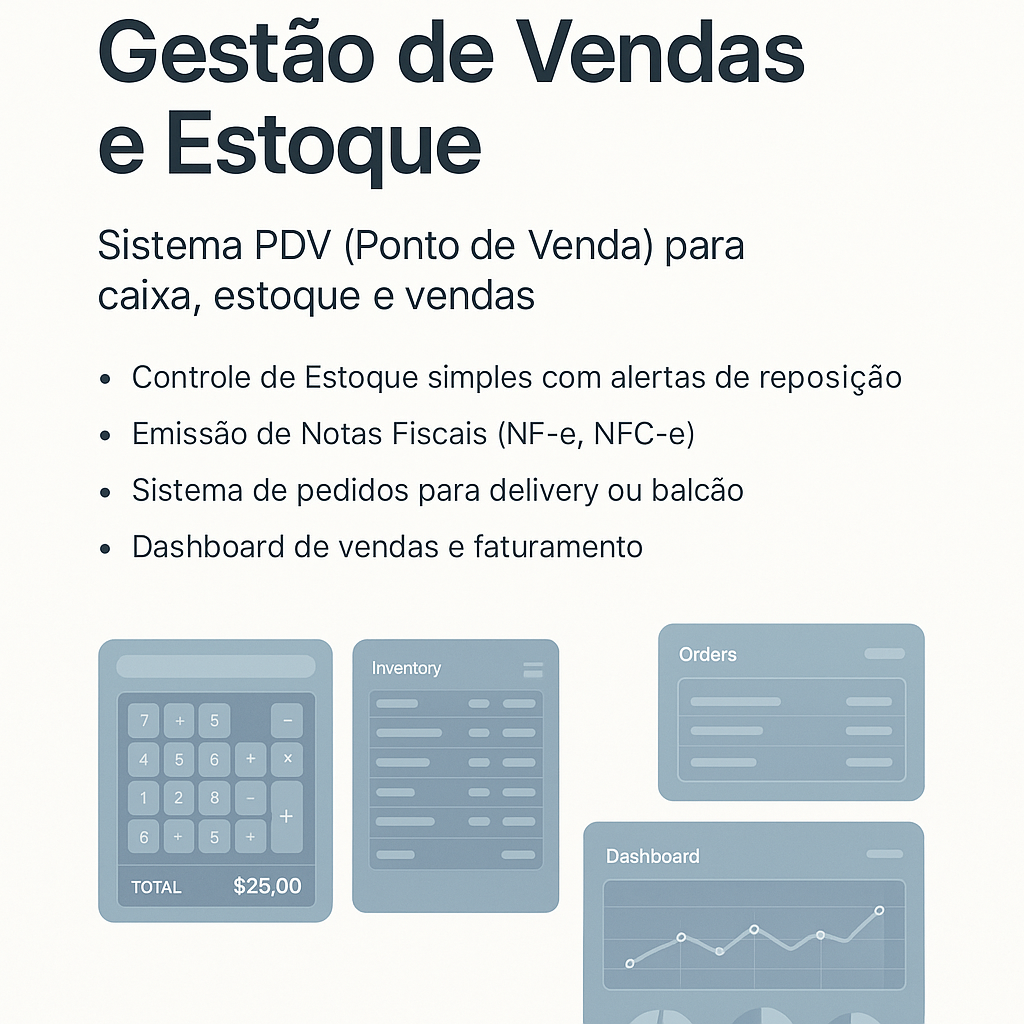 Gestão de Vendas
e Estoque
Sistema PDV (Ponto de Venda) para
caixa, estoque e vendas
• Controle de Estoque simples com alertas de reposição
• Emissão de Notas Fiscais (NF-e, NFC-e)
• Sistema de pedidos para delivery ou balcão
• Dashboard de vendas e faturamento
7 + 5 −
4 5 6 + ×
1 2 8 − +
6 + 5 +
TOTAL $25,00
Inventory
Orders
Dashboard